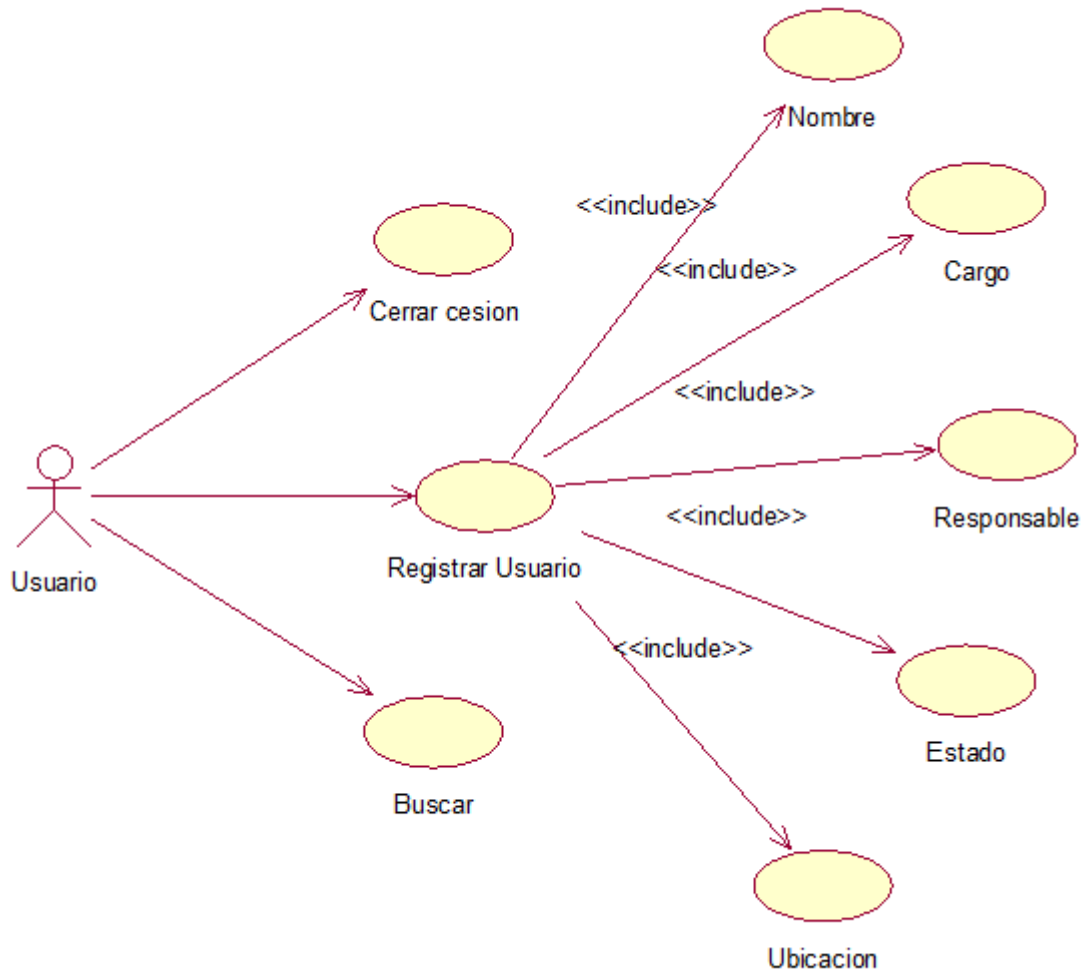 Nombre
<<include>>
<<include>>
Cargo
Cerrar cesion
<<include>>
<<include>>
Responsable
Registrar Usuario
Usuario
<<include>>
Estado
Buscar
Ubicacion